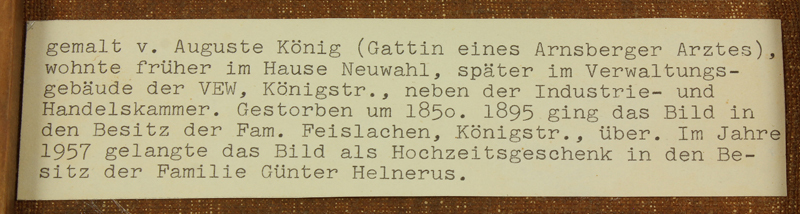 gemalt v. Auguste König (Gattin eines Arnsberger Arztes),
wohnte früher im Hause Neuwahl, später im Verwaltungs-
gebäude der VEW, Königstr., neben der Industrie- und
Handelskammer. Gestorben um 1850. 1895 ging das Bild in
den Besitz der Fam. Feislachen, Königstr., über. Im Jahre
1957 gelangte das Bild als Hochzeitsgeschenk in den Be-
sitz der Familie Günter Helnerus.